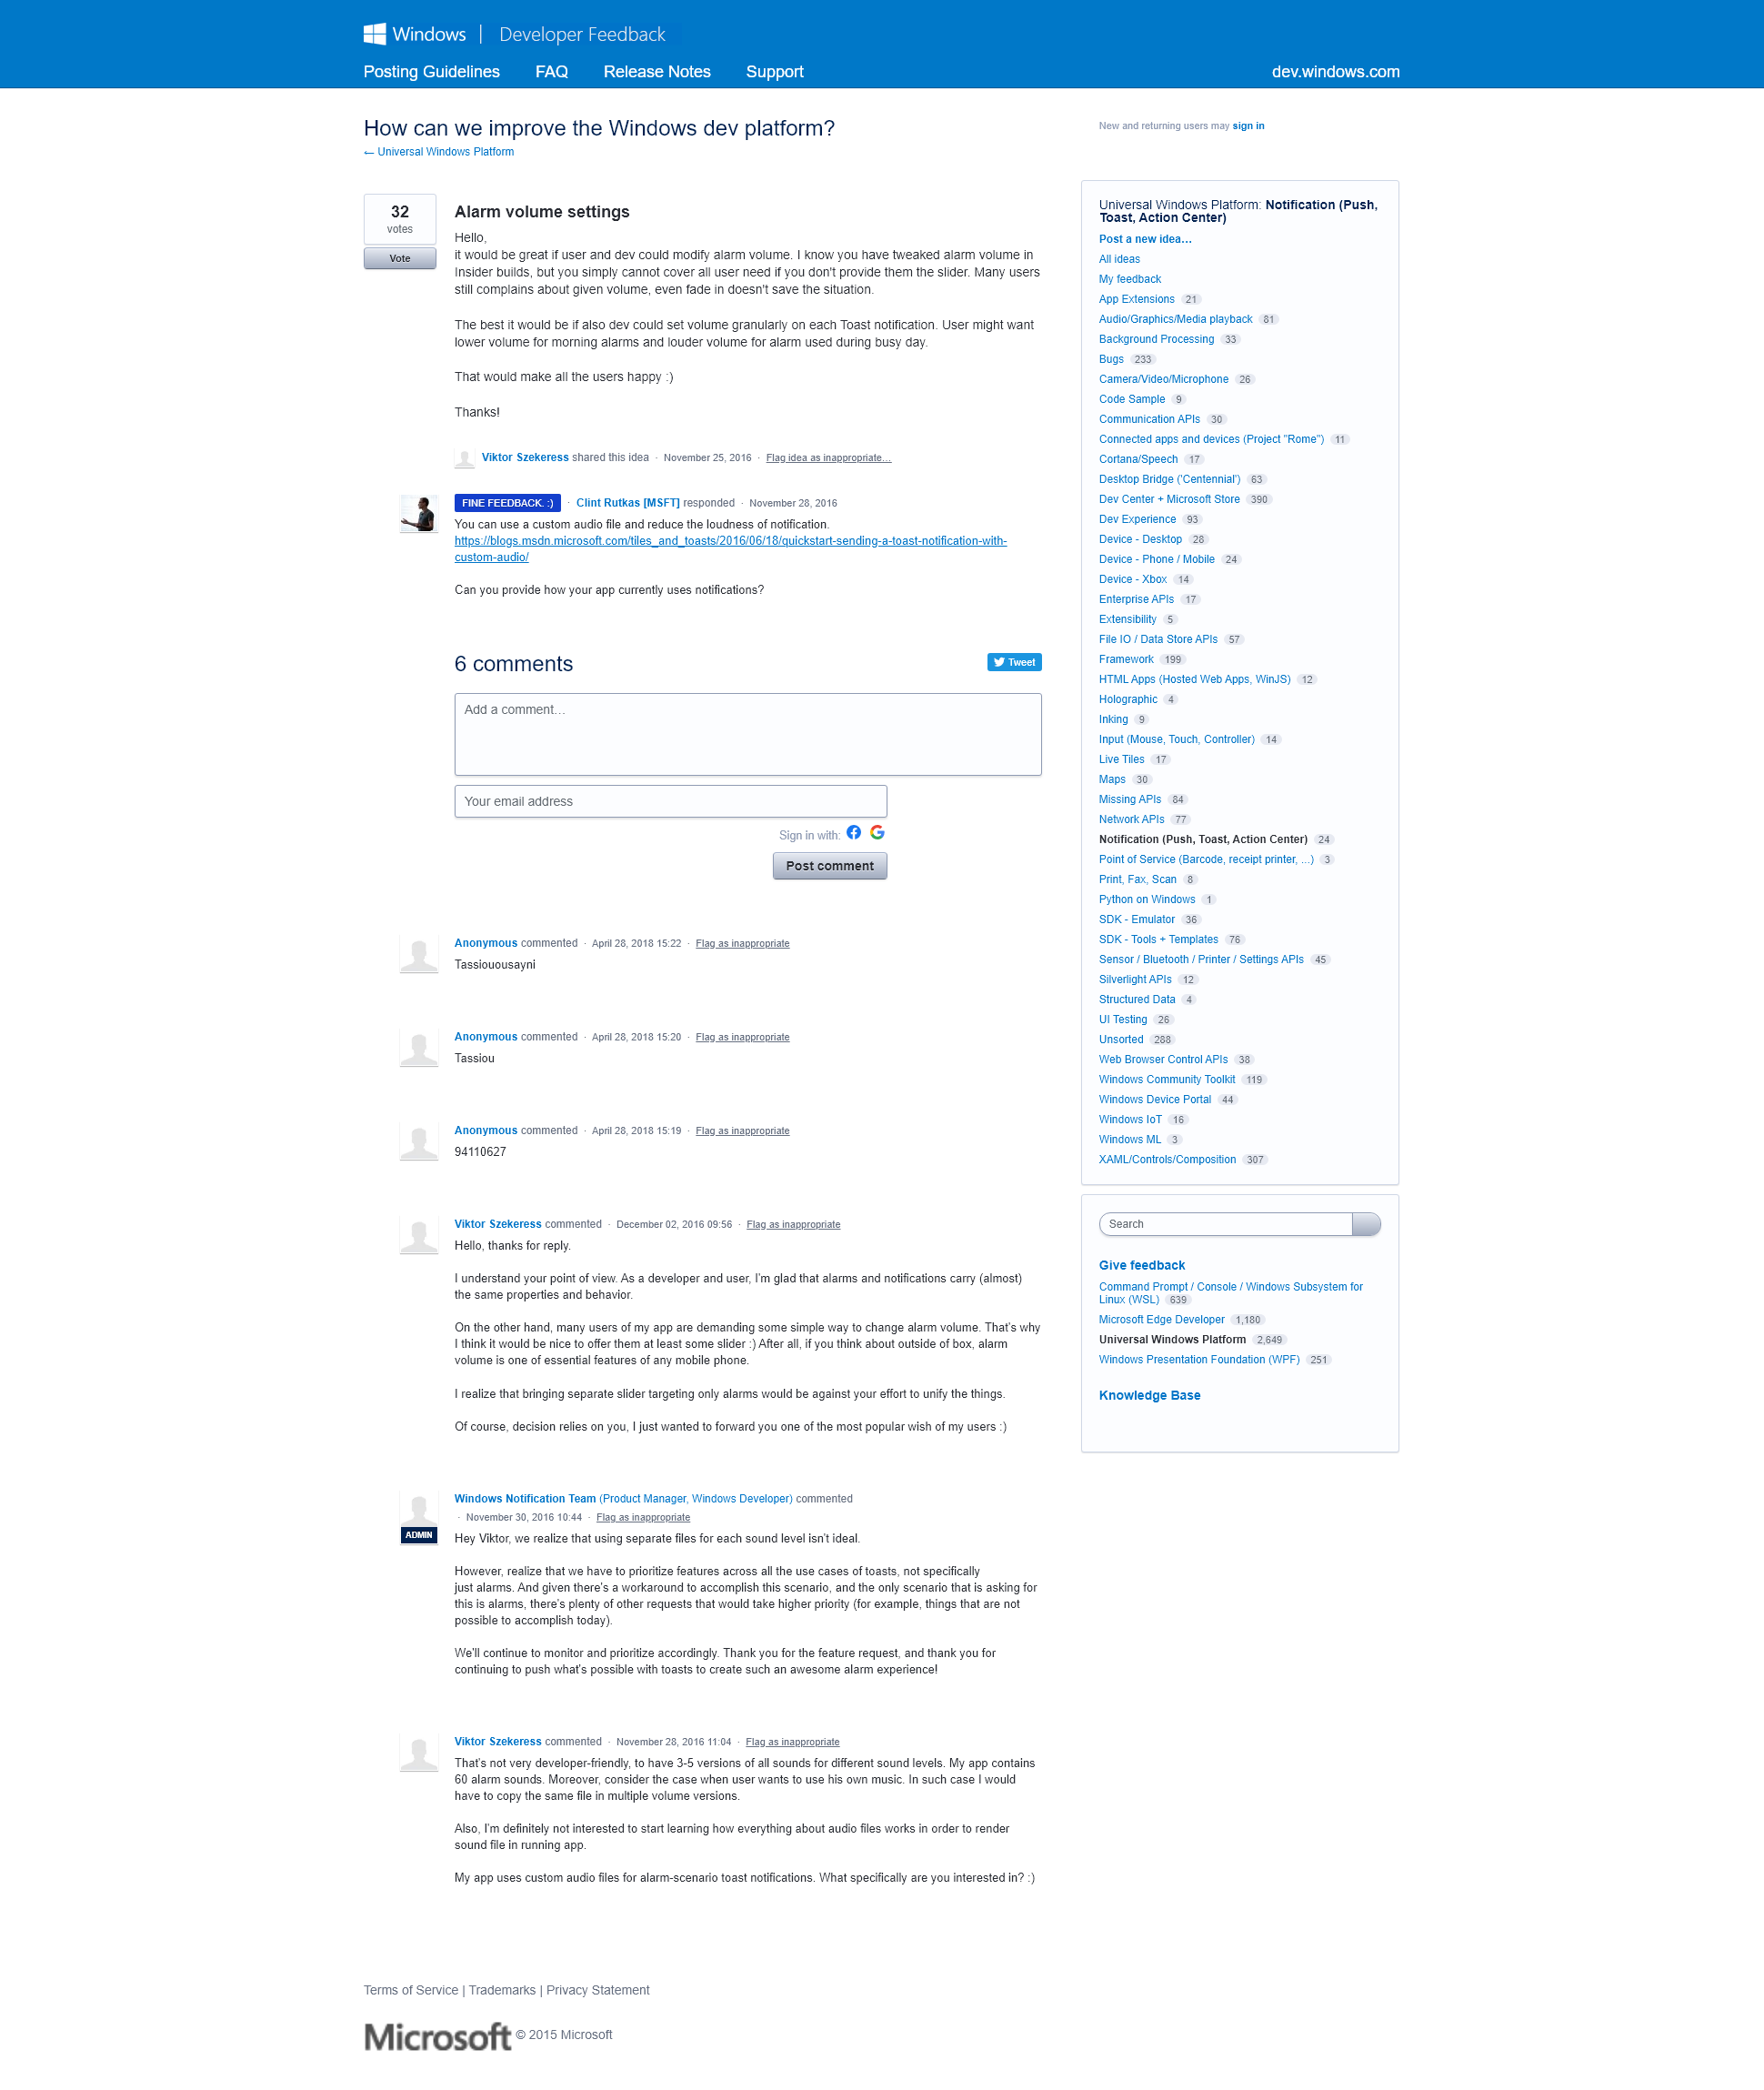 Windows | Developer Feedback
Posting Guidelines FAQ Release Notes Support dev.windows.com
How can we improve the Windows dev platform?
← Universal Windows Platform
New and returning users may sign in
32
votes
Vote
Alarm volume settings
Hello,
it would be great if user and dev could modify alarm volume. I know you have tweaked alarm volume in
Insider builds, but you simply cannot cover all user need if you don't provide them the slider. Many users
still complains about given volume, even fade in doesn't save the situation.
The best it would be if also dev could set volume granularly on each Toast notification. User might want
lower volume for morning alarms and louder volume for alarm used during busy day.
That would make all the users happy :)
Thanks!
Viktor Szekeress shared this idea · November 25, 2016 · Flag idea as inappropriate…
FINE FEEDBACK. :) · Clint Rutkas [MSFT] responded · November 28, 2016
You can use a custom audio file and reduce the loudness of notification.
https://blogs.msdn.microsoft.com/tiles_and_toasts/2016/06/18/quickstart-sending-a-toast-notification-with-
custom-audio/
Can you provide how your app currently uses notifications?
6 comments
Tweet
Add a comment…
Your email address
Sign in with:
Post comment
Anonymous commented · April 28, 2018 15:22 · Flag as inappropriate
Tassiouousayni
Anonymous commented · April 28, 2018 15:20 · Flag as inappropriate
Tassiou
Anonymous commented · April 28, 2018 15:19 · Flag as inappropriate
94110627
Viktor Szekeress commented · December 02, 2016 09:56 · Flag as inappropriate
Hello, thanks for reply.
I understand your point of view. As a developer and user, I'm glad that alarms and notifications carry (almost)
the same properties and behavior.
On the other hand, many users of my app are demanding some simple way to change alarm volume. That's why
I think it would be nice to offer them at least some slider :) After all, if you think about outside of box, alarm
volume is one of essential features of any mobile phone.
I realize that bringing separate slider targeting only alarms would be against your effort to unify the things.
Of course, decision relies on you, I just wanted to forward you one of the most popular wish of my users :)
ADMIN
Windows Notification Team (Product Manager, Windows Developer) commented
· November 30, 2016 10:44 · Flag as inappropriate
Hey Viktor, we realize that using separate files for each sound level isn't ideal.
However, realize that we have to prioritize features across all the use cases of toasts, not specifically
just alarms. And given there's a workaround to accomplish this scenario, and the only scenario that is asking for
this is alarms, there's plenty of other requests that would take higher priority (for example, things that are not
possible to accomplish today).
We'll continue to monitor and prioritize accordingly. Thank you for the feature request, and thank you for
continuing to push what's possible with toasts to create such an awesome alarm experience!
Viktor Szekeress commented · November 28, 2016 11:04 · Flag as inappropriate
That's not very developer-friendly, to have 3-5 versions of all sounds for different sound levels. My app contains
60 alarm sounds. Moreover, consider the case when user wants to use his own music. In such case I would
have to copy the same file in multiple volume versions.
Also, I'm definitely not interested to start learning how everything about audio files works in order to render
sound file in running app.
My app uses custom audio files for alarm-scenario toast notifications. What specifically are you interested in? :)
Universal Windows Platform: Notification (Push,
Toast, Action Center)
Post a new idea…
All ideas
My feedback
App Extensions 21
Audio/Graphics/Media playback 81
Background Processing 33
Bugs 233
Camera/Video/Microphone 26
Code Sample 9
Communication APIs 30
Connected apps and devices (Project "Rome") 11
Cortana/Speech 17
Desktop Bridge ('Centennial') 63
Dev Center + Microsoft Store 390
Dev Experience 93
Device - Desktop 28
Device - Phone / Mobile 24
Device - Xbox 14
Enterprise APIs 17
Extensibility 5
File IO / Data Store APIs 57
Framework 199
HTML Apps (Hosted Web Apps, WinJS) 12
Holographic 4
Inking 9
Input (Mouse, Touch, Controller) 14
Live Tiles 17
Maps 30
Missing APIs 84
Network APIs 77
Notification (Push, Toast, Action Center) 24
Point of Service (Barcode, receipt printer, ...) 3
Print, Fax, Scan 8
Python on Windows 1
SDK - Emulator 36
SDK - Tools + Templates 76
Sensor / Bluetooth / Printer / Settings APIs 45
Silverlight APIs 12
Structured Data 4
UI Testing 26
Unsorted 288
Web Browser Control APIs 38
Windows Community Toolkit 119
Windows Device Portal 44
Windows IoT 16
Windows ML 3
XAML/Controls/Composition 307
Search
Give feedback
Command Prompt / Console / Windows Subsystem for
Linux (WSL) 639
Microsoft Edge Developer 1,180
Universal Windows Platform 2,649
Windows Presentation Foundation (WPF) 251
Knowledge Base
Terms of Service | Trademarks | Privacy Statement
Microsoft © 2015 Microsoft